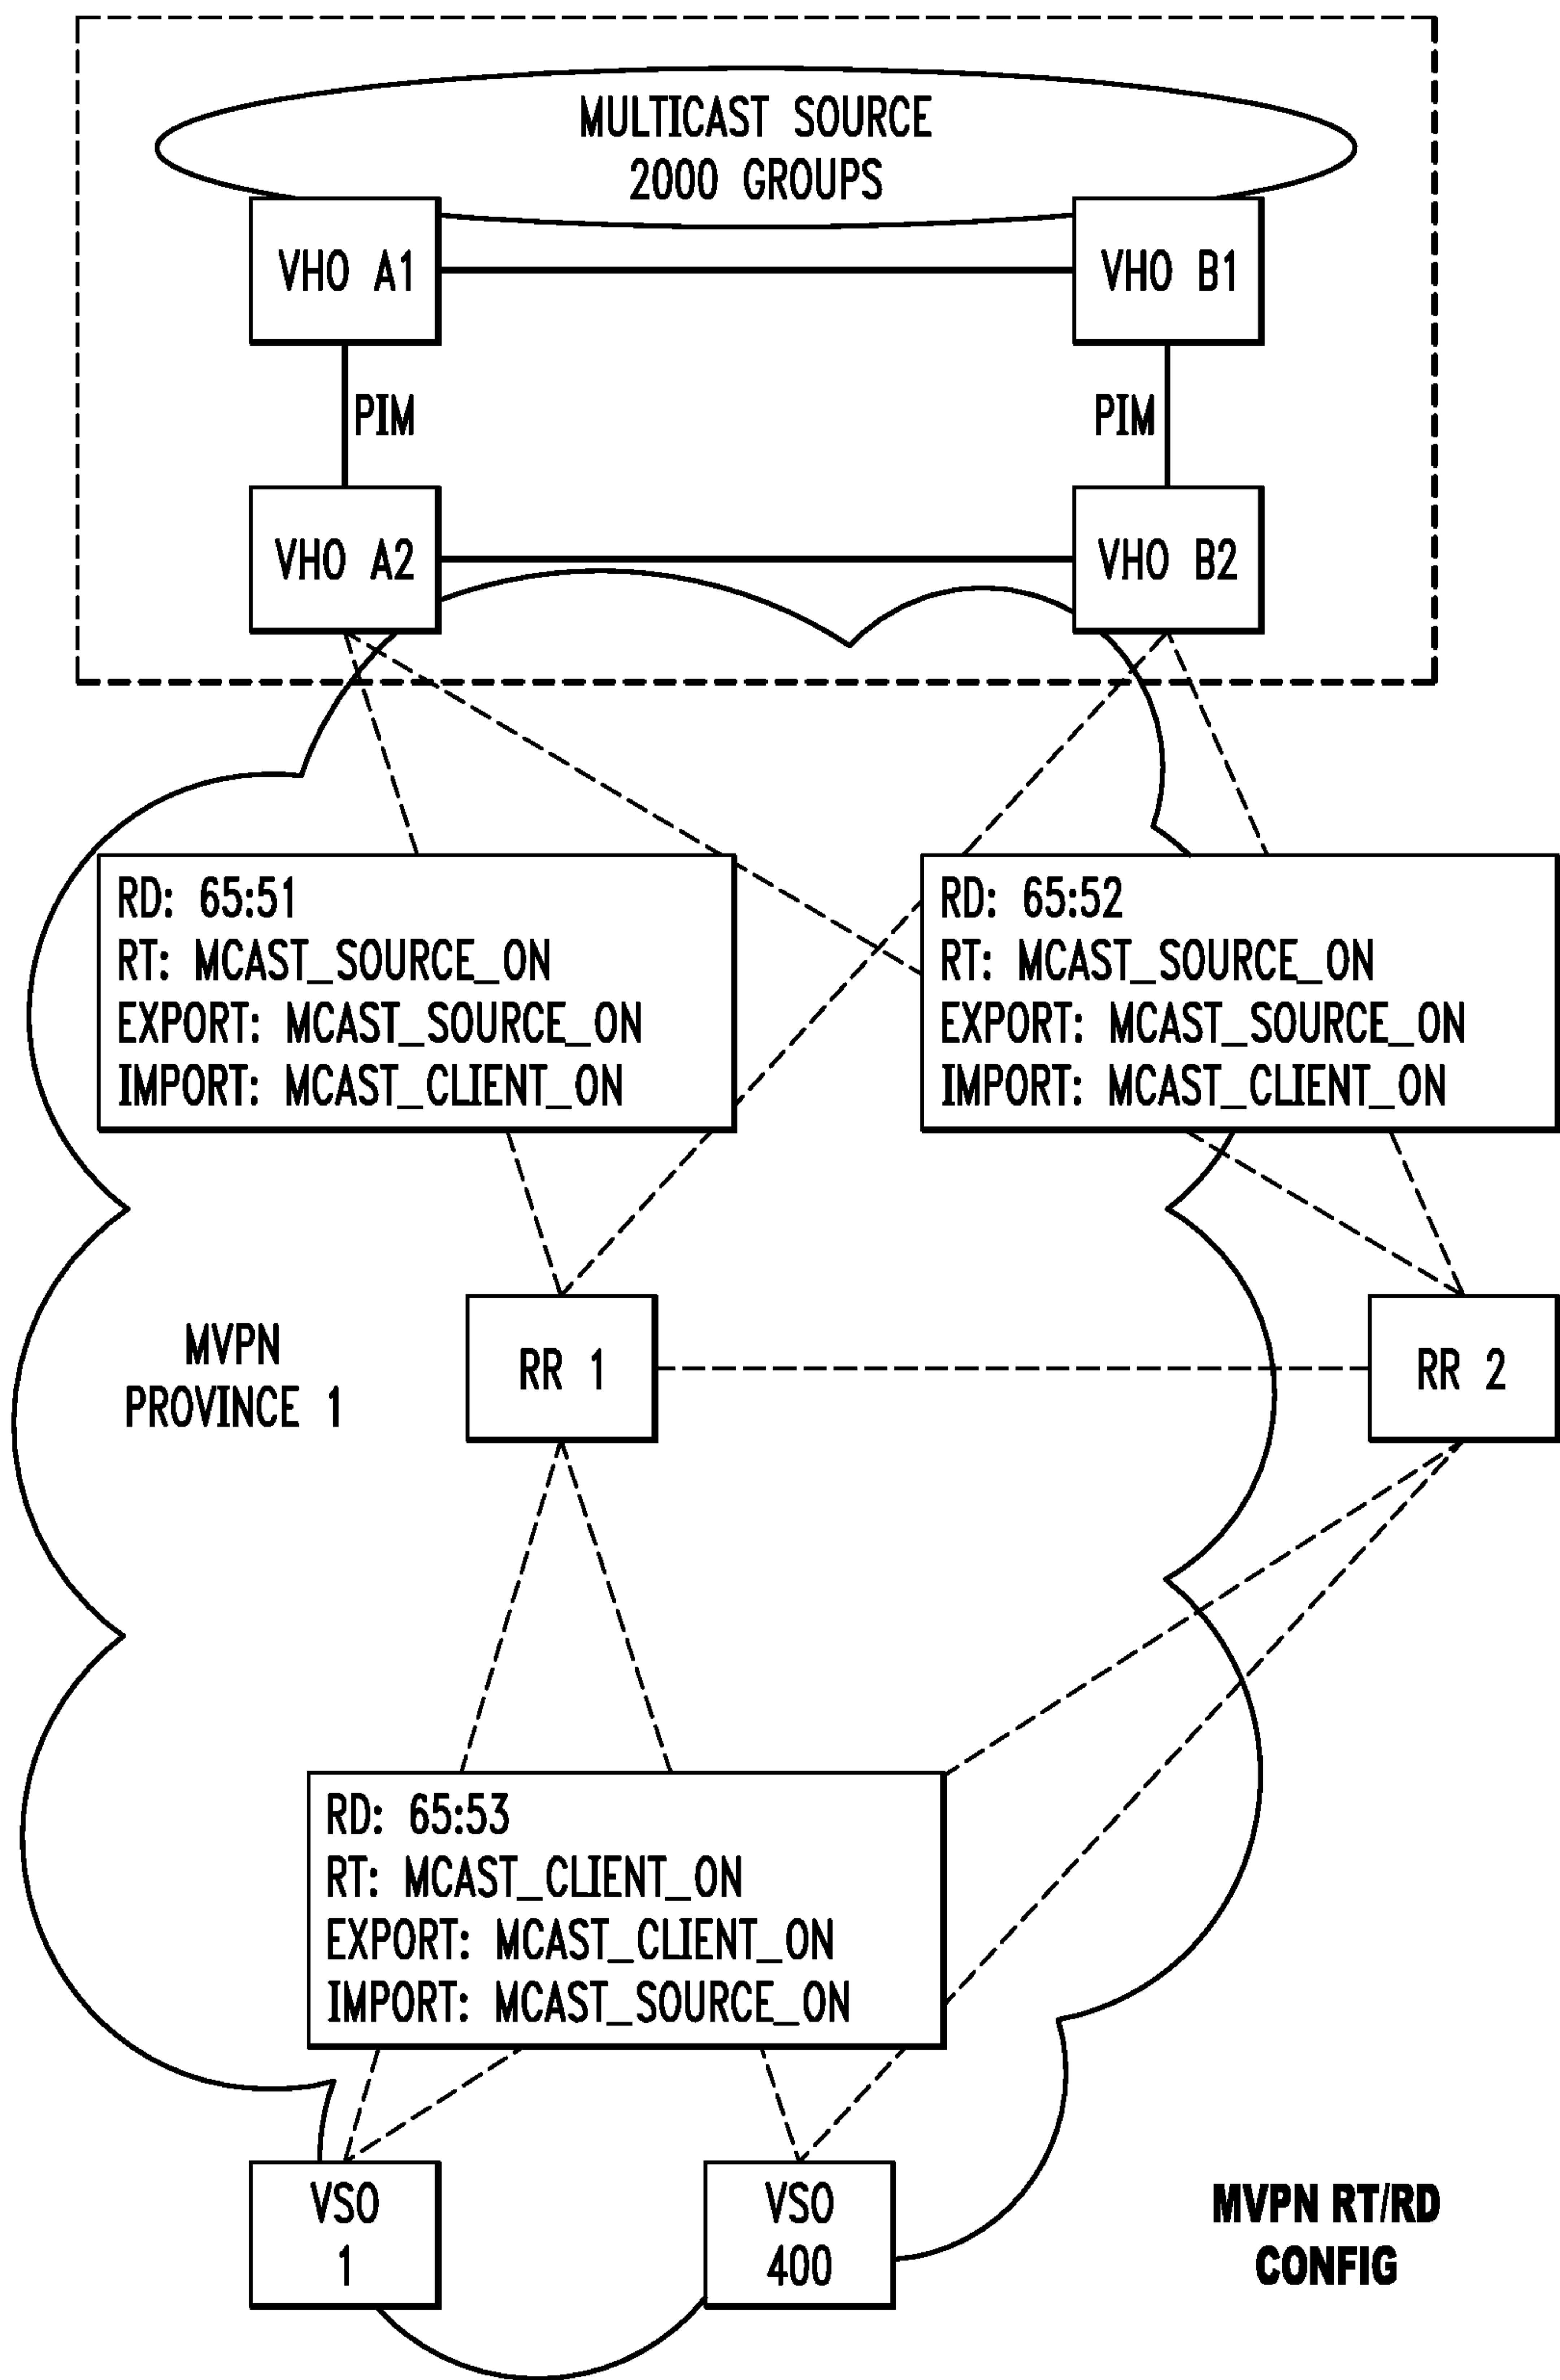 MULTICAST SOURCE
2000 GROUPS
VHO A1
VHO B1
PIM
PIM
VHO A2
VHO B2
RD: 65:51
RT: MCAST_SOURCE_ON
EXPORT: MCAST_SOURCE_ON
IMPORT: MCAST_CLIENT_ON
RD: 65:52
RT: MCAST_SOURCE_ON
EXPORT: MCAST_SOURCE_ON
IMPORT: MCAST_CLIENT_ON
MVPN
PROVINCE 1
RR 1
RR 2
RD: 65:53
RT: MCAST_CLIENT_ON
EXPORT: MCAST_CLIENT_ON
IMPORT: MCAST_SOURCE_ON
VSO
1
VSO
400
MVPN RT/RD
CONFIG